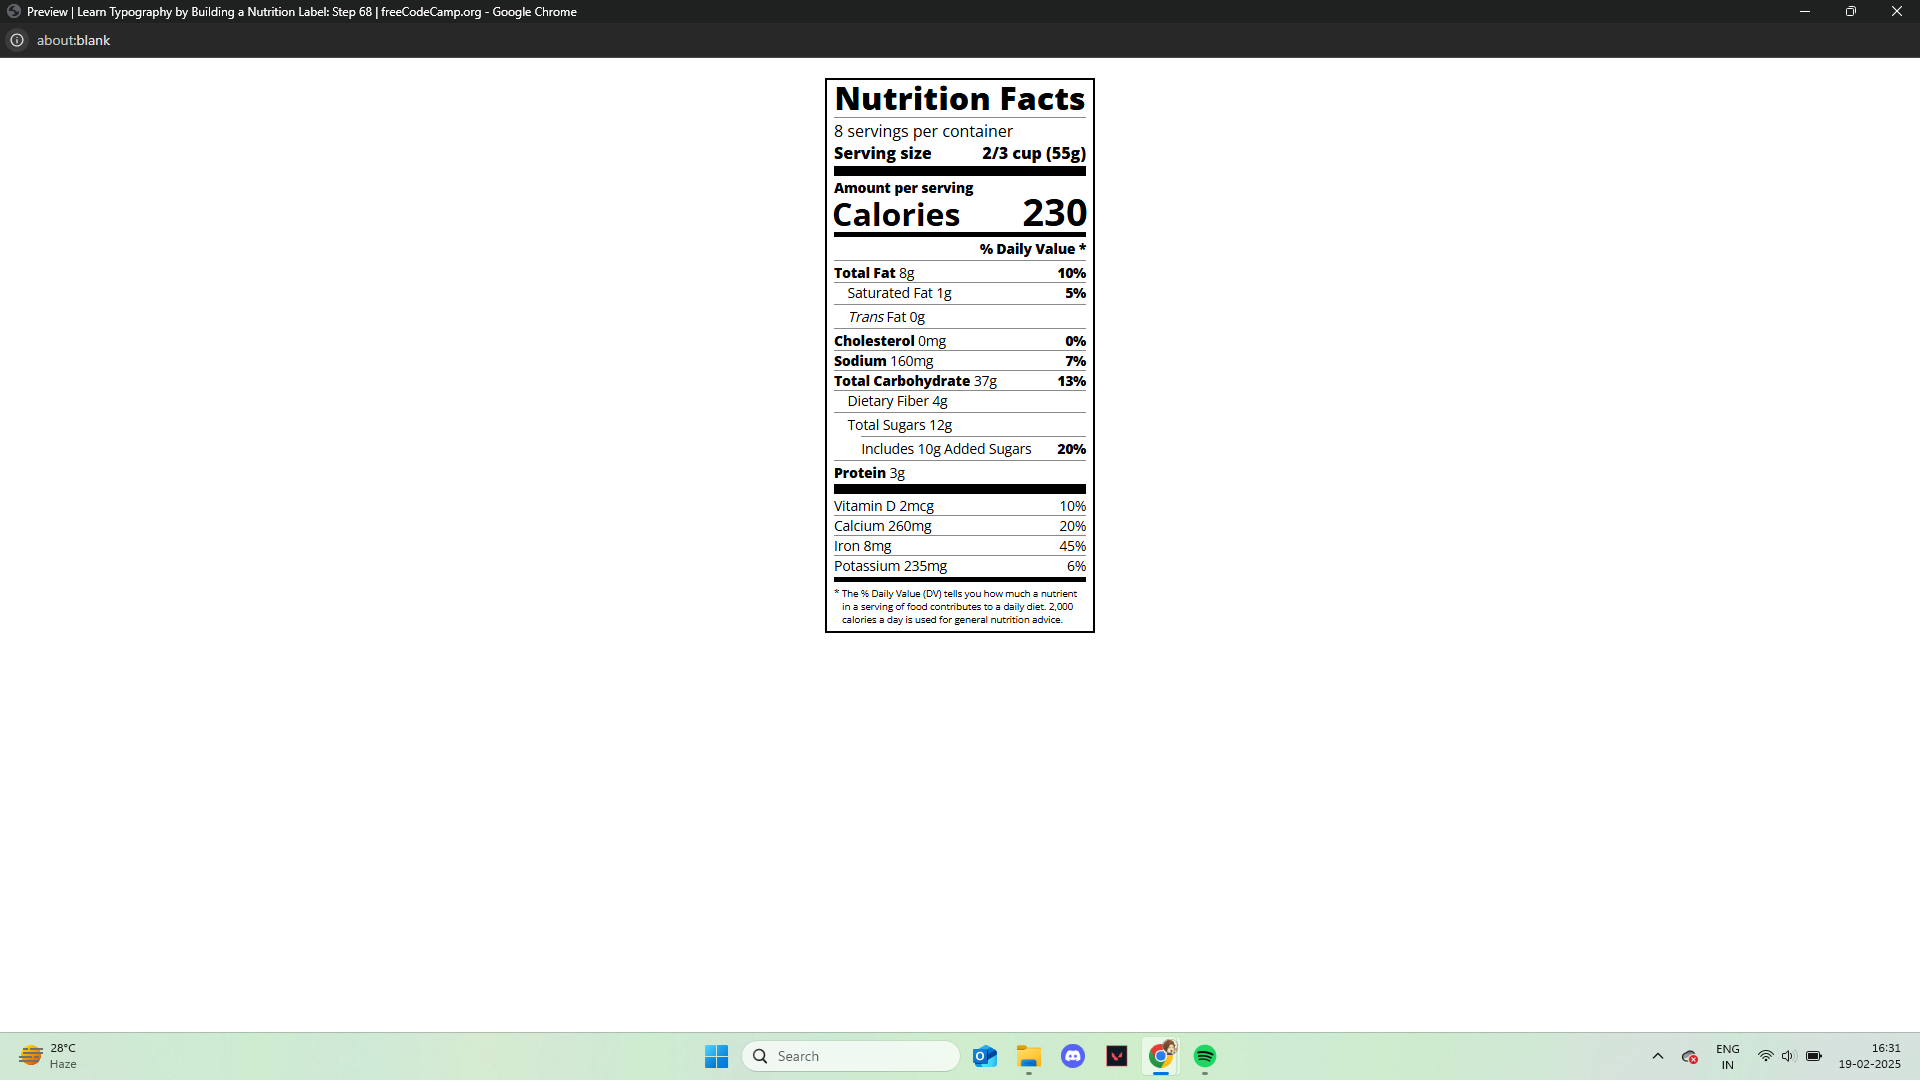 Preview | Learn Typography by Building a Nutrition Label: Step 68 | freeCodeCamp.org - Google Chrome
about:blank
Nutrition Facts
8 servings per container
Serving size 2/3 cup (55g)
Amount per serving
Calories 230
% Daily Value *
Total Fat 8g 10%
Saturated Fat 1g 5%
Trans Fat 0g
Cholesterol 0mg 0%
Sodium 160mg 7%
Total Carbohydrate 37g 13%
Dietary Fiber 4g
Total Sugars 12g
Includes 10g Added Sugars 20%
Protein 3g
Vitamin D 2mcg 10%
Calcium 260mg 20%
Iron 8mg 45%
Potassium 235mg 6%
* The % Daily Value (DV) tells you how much a nutrient
in a serving of food contributes to a daily diet. 2,000
calories a day is used for general nutrition advice.
28°C
Haze
Search
ENG
IN
16:31
19-02-2025